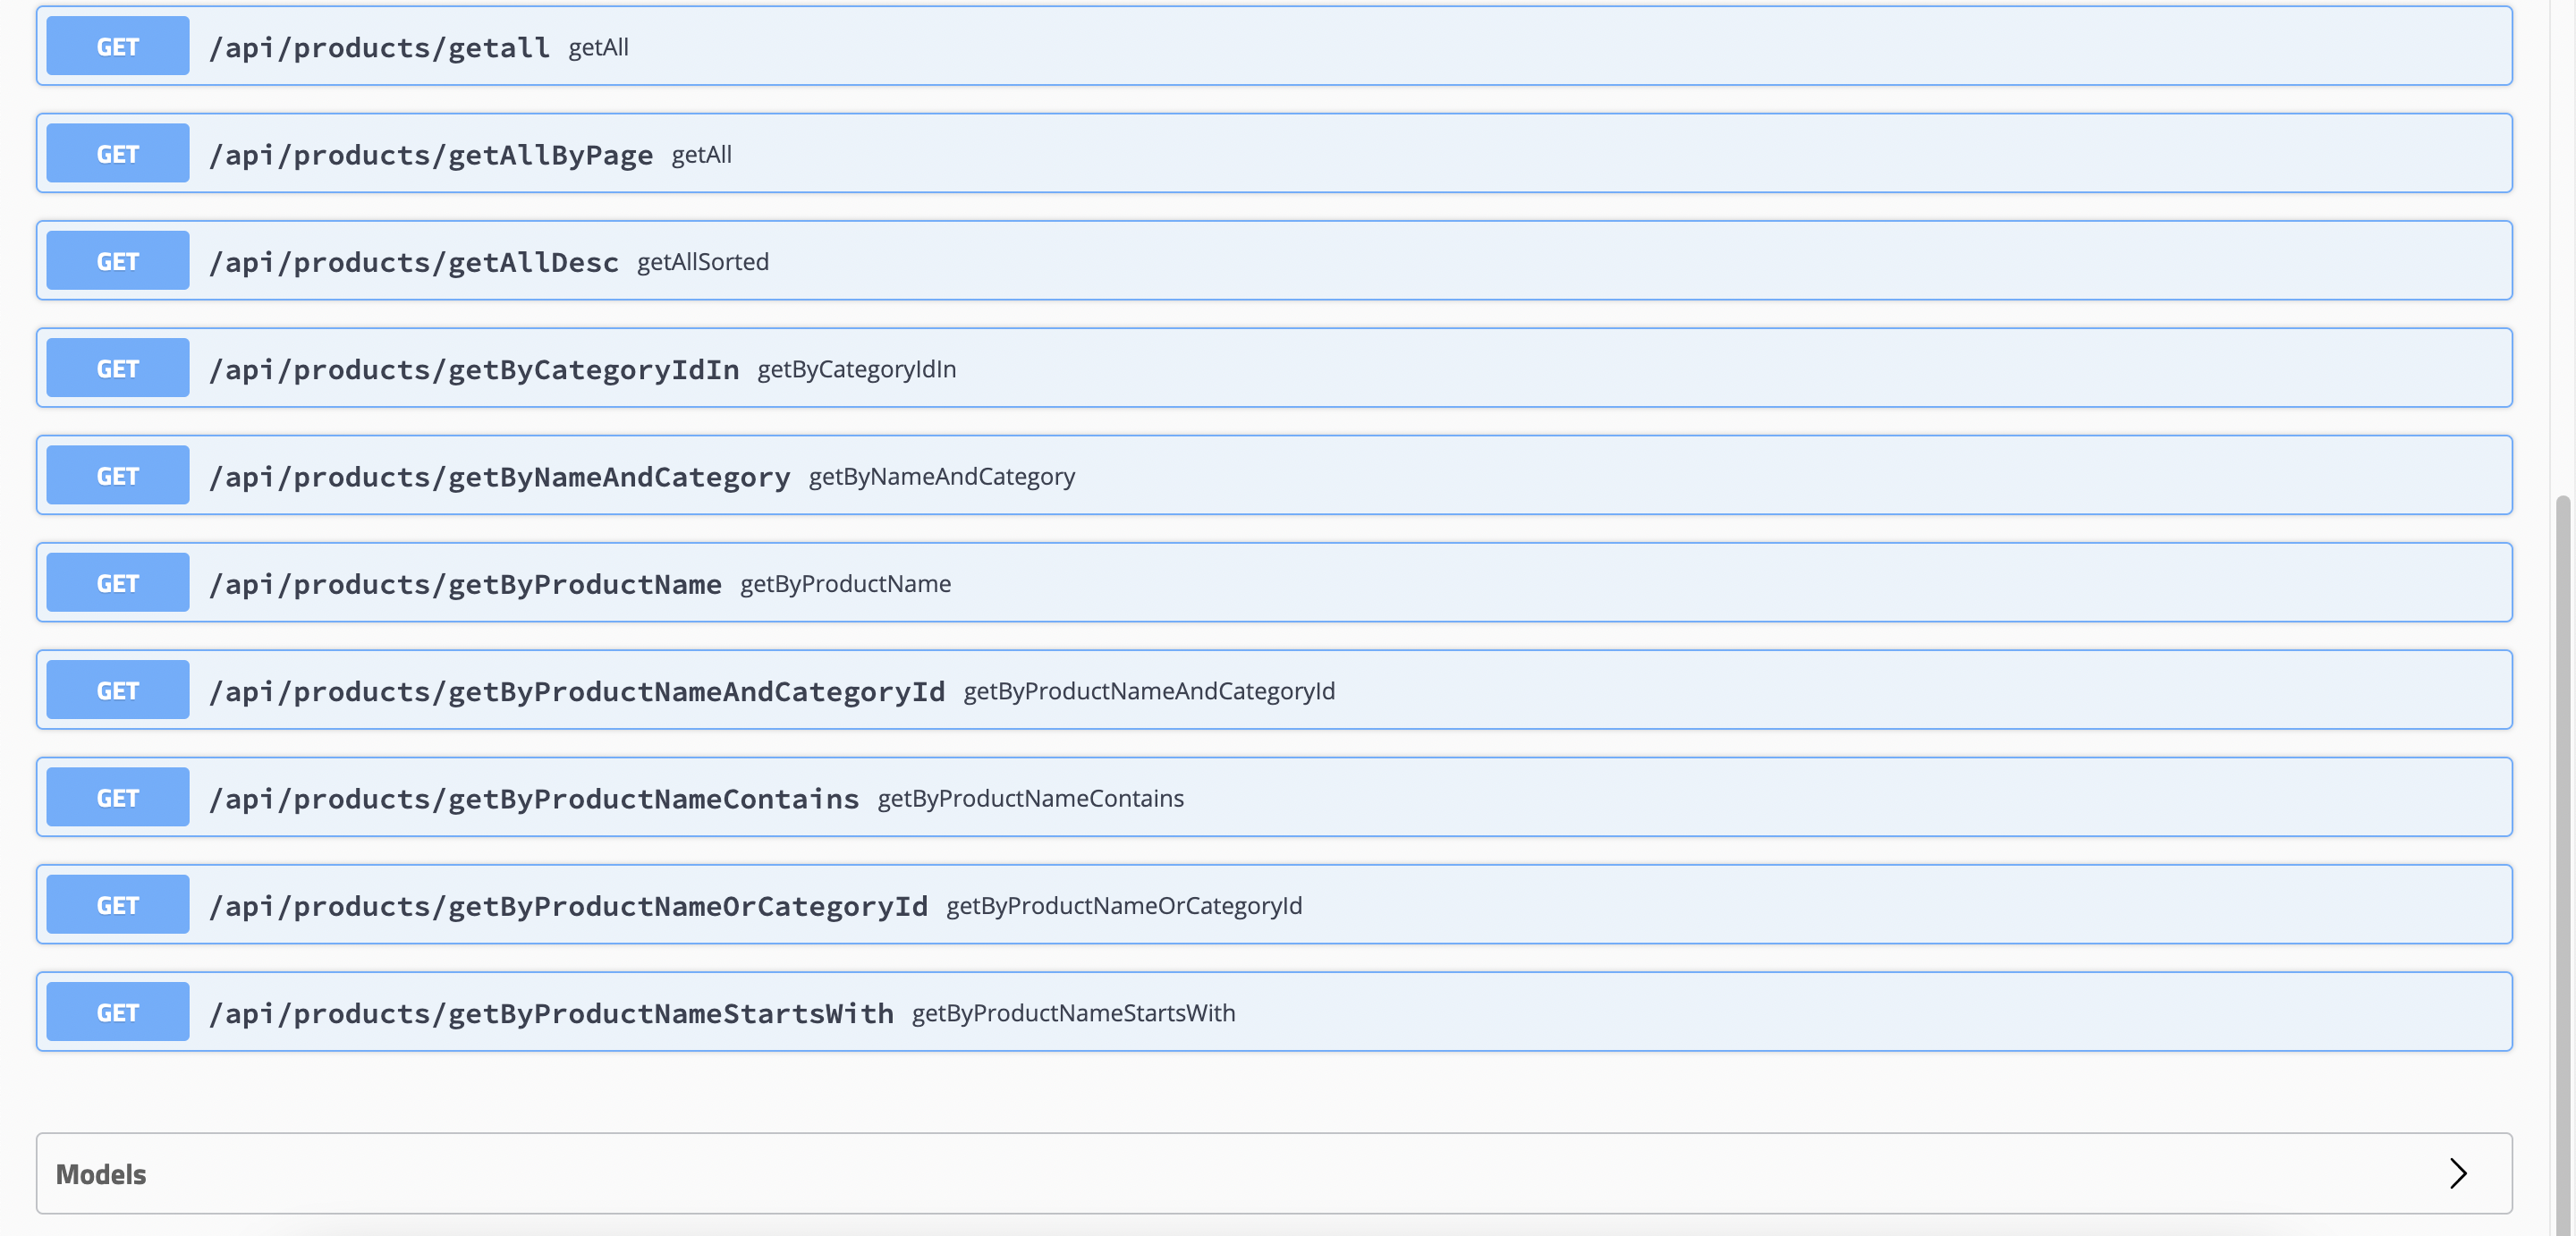 GET /api/products/getall getAll
GET /api/products/getAllByPage getAll
GET /api/products/getAllDesc getAllSorted
GET /api/products/getByCategoryIdIn getByCategoryIdIn
GET /api/products/getByNameAndCategory getByNameAndCategory
GET /api/products/getByProductName getByProductName
GET /api/products/getByProductNameAndCategoryId getByProductNameAndCategoryId
GET /api/products/getByProductNameContains getByProductNameContains
GET /api/products/getByProductNameOrCategoryId getByProductNameOrCategoryId
GET /api/products/getByProductNameStartsWith getByProductNameStartsWith
Models